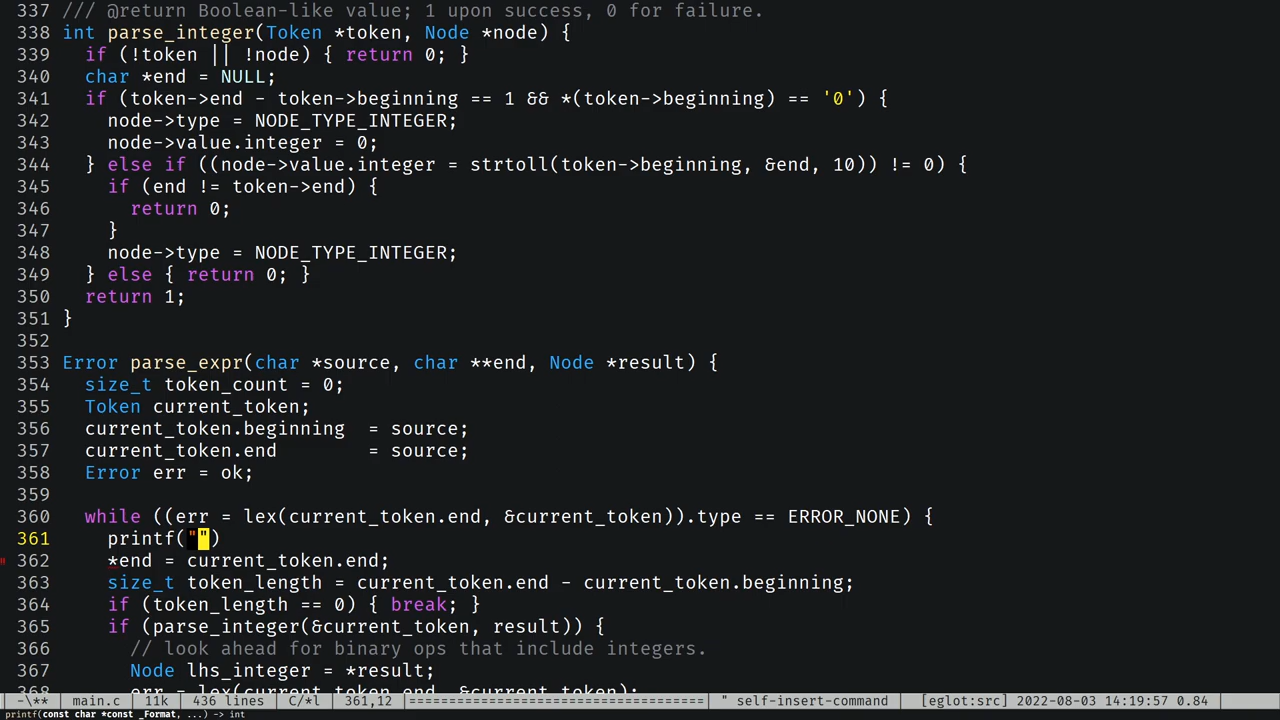 337 /// @return Boolean-like value; 1 upon success, 0 for failure.
338 int parse_integer(Token *token, Node *node) {
339   if (!token || !node) { return 0; }
340   char *end = NULL;
341   if (token->end - token->beginning == 1 && *(token->beginning) == '0') {
342     node->type = NODE_TYPE_INTEGER;
343     node->value.integer = 0;
344   } else if ((node->value.integer = strtoll(token->beginning, &end, 10)) != 0) {
345     if (end != token->end) {
346       return 0;
347     }
348     node->type = NODE_TYPE_INTEGER;
349   } else { return 0; }
350   return 1;
351 }
352
353 Error parse_expr(char *source, char **end, Node *result) {
354   size_t token_count = 0;
355   Token current_token;
356   current_token.beginning  = source;
357   current_token.end        = source;
358   Error err = ok;
359
360   while ((err = lex(current_token.end, &current_token)).type == ERROR_NONE) {
361     printf("")
362     *end = current_token.end;
363     size_t token_length = current_token.end - current_token.beginning;
364     if (token_length == 0) { break; }
365     if (parse_integer(&current_token, result)) {
366       // look ahead for binary ops that include integers.
367       Node lhs_integer = *result;
368       err = lex(current_token.end, &current_token);
-\** main.c 11k 436 lines C/*l 361,12 ========================== " self-insert-command [eglot:src] 2022-08-03 14:19:57 0.84
printf(const char *const _Format, ...) -> int